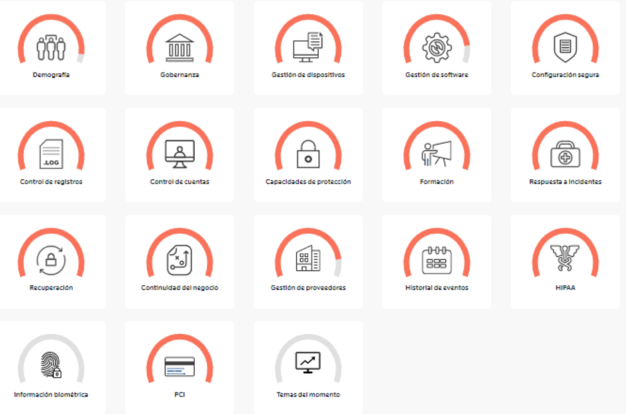 Demografía
Gobernanza
Gestión de dispositivos
Gestión de software
Configuración segura
.LOG
Control de registros
Control de cuentas
Capacidades de protección
Formación
Respuesta a incidentes
Recuperación
Continuidad del negocio
Gestión de proveedores
Historial de eventos
HIPAA
Información biométrica
PCI
Temas del momento